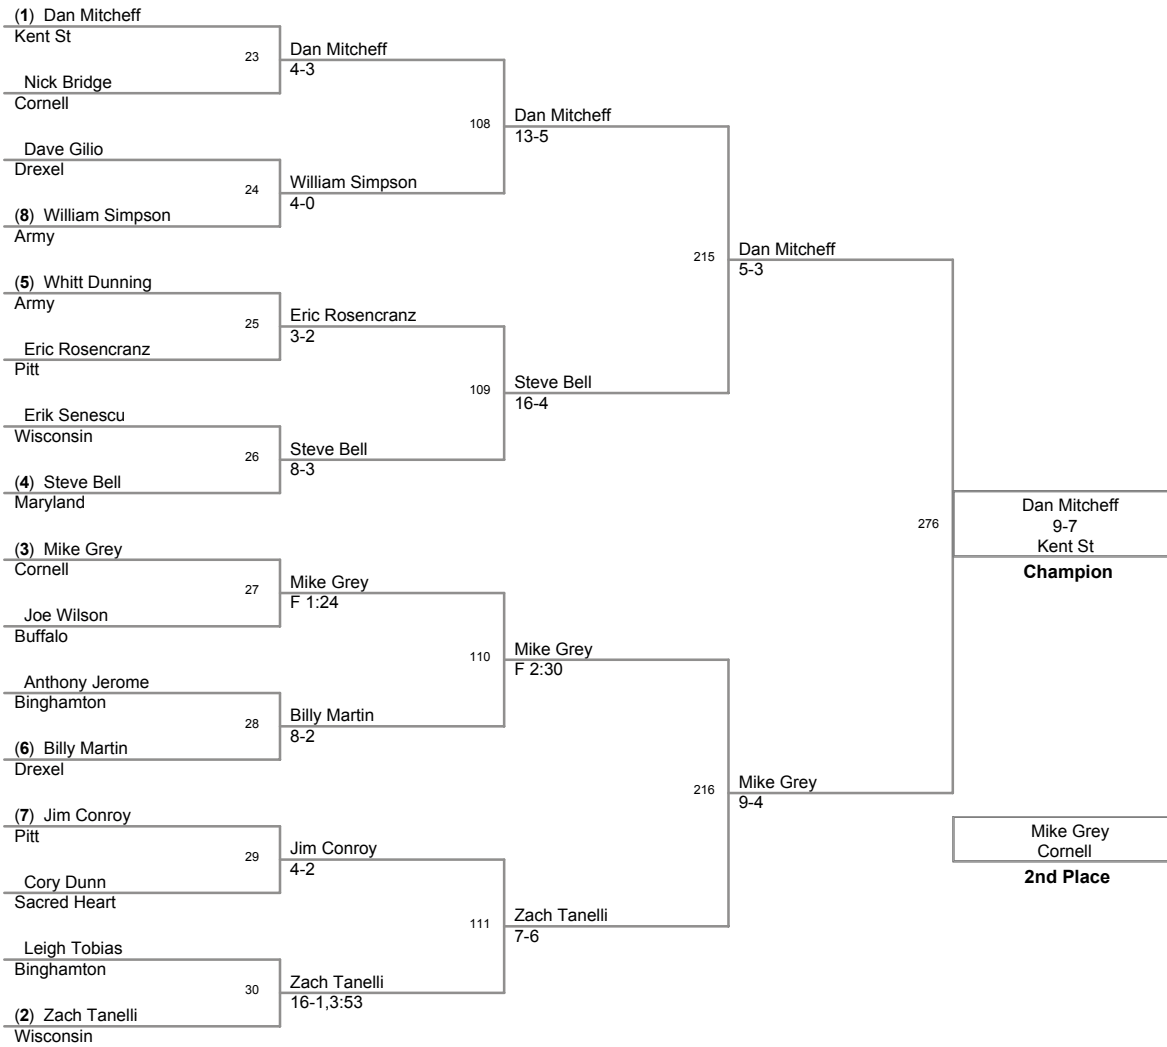 (1) Dan Mitcheff
Kent St
23
Nick Bridge
Cornell
Dave Gilio
Drexel
24
(8) William Simpson
Army
(5) Whitt Dunning
Army
25
Eric Rosencranz
Pitt
Erik Senescu
Wisconsin
26
(4) Steve Bell
Maryland
(3) Mike Grey
Cornell
27
Joe Wilson
Buffalo
Anthony Jerome
Binghamton
28
(6) Billy Martin
Drexel
(7) Jim Conroy
Pitt
29
Cory Dunn
Sacred Heart
Leigh Tobias
Binghamton
30
(2) Zach Tanelli
Wisconsin
Dan Mitcheff
4-3
108
William Simpson
4-0
Eric Rosencranz
3-2
109
Steve Bell
8-3
Mike Grey
F 1:24
110
Billy Martin
8-2
Jim Conroy
4-2
111
Zach Tanelli
16-1,3:53
Dan Mitcheff
13-5
215
Steve Bell
16-4
Mike Grey
F 2:30
216
Zach Tanelli
7-6
Dan Mitcheff
5-3
276
Mike Grey
9-4
Dan Mitcheff
9-7
Kent St
Champion
Mike Grey
Cornell
2nd Place